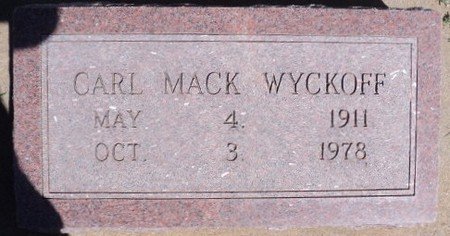 CARL MACK WYCKOFF
MAY 4. 1911
OCT. 3. 1978